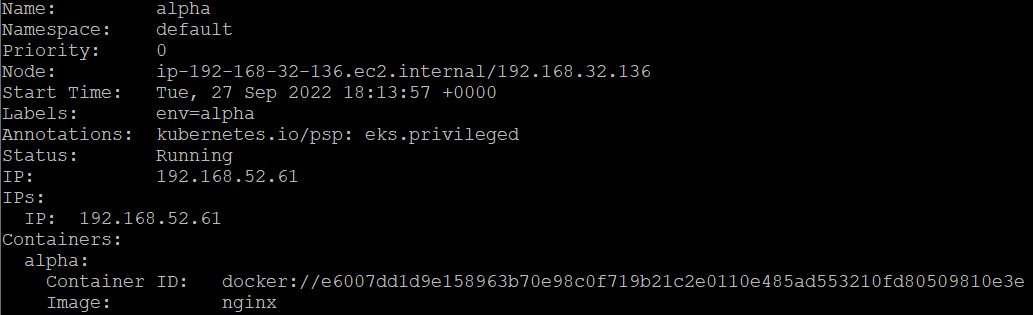 Name: alpha
Namespace: default
Priority: 0
Node: ip-192-168-32-136.ec2.internal/192.168.32.136
Start Time: Tue, 27 Sep 2022 18:13:57 +0000
Labels: env=alpha
Annotations: kubernetes.io/psp: eks.privileged
Status: Running
IP: 192.168.52.61
IPs:
IP: 192.168.52.61
Containers:
alpha:
Container ID: docker://e6007dd1d9e158963b70e98c0f719b21c2e0110e485ad553210fd80509810e3e
Image: nginx